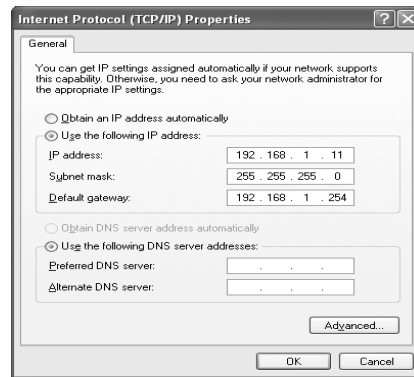 Internet Protocol (TCP/IP) Properties
General
You can get IP settings assigned automatically if your network supports
this capability. Otherwise, you need to ask your network administrator for
the appropriate IP settings.
Obtain an IP address automatically
Use the following IP address:
IP address: 192 . 168 . 1 . 11
Subnet mask: 255 . 255 . 255 . 0
Default gateway: 192 . 168 . 1 . 254
Obtain DNS server address automatically
Use the following DNS server addresses:
Preferred DNS server: . . .
Alternate DNS server: . . .
Advanced...
OK Cancel